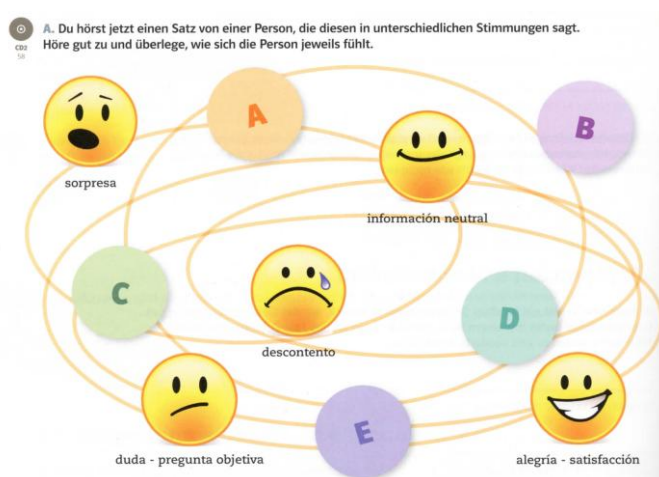 A. Du hörst jetzt einen Satz von einer Person, die diesen in unterschiedlichen Stimmungen sagt.
Höre gut zu und überlege, wie sich die Person jeweils fühlt.
CD2
58
A
B
sorpresa
información neutral
C
D
descontento
E
duda - pregunta objetiva
alegría - satisfacción